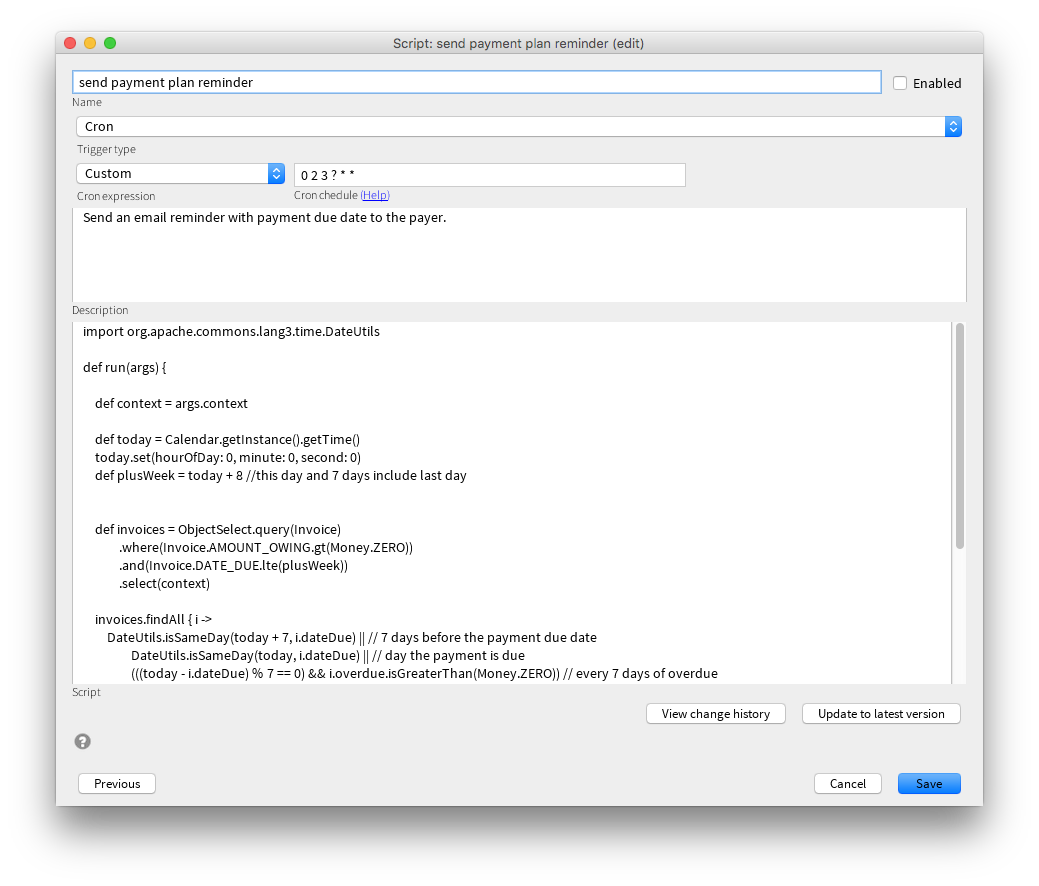 Script: send payment plan reminder (edit)
send payment plan reminder
Enabled
Name
Cron
Trigger type
Custom
0 2 3 ? * *
Cron expression
Cron chedule (Help)
Send an email reminder with payment due date to the payer.
Description
import org.apache.commons.lang3.time.DateUtils
def run(args) {
def context = args.context
def today = Calendar.getInstance().getTime()
today.set(hourOfDay: 0, minute: 0, second: 0)
def plusWeek = today + 8 //this day and 7 days include last day
def invoices = ObjectSelect.query(Invoice)
.where(Invoice.AMOUNT_OWING.gt(Money.ZERO))
.and(Invoice.DATE_DUE.lte(plusWeek))
.select(context)
invoices.findAll { i ->
DateUtils.isSameDay(today + 7, i.dateDue) || // 7 days before the payment due date
DateUtils.isSameDay(today, i.dateDue) || // day the payment is due
(((today - i.dateDue) % 7 == 0) && i.overdue.isGreaterThan(Money.ZERO)) // every 7 days of overdue
Script
View change history
Update to latest version
?
Previous
Cancel
Save